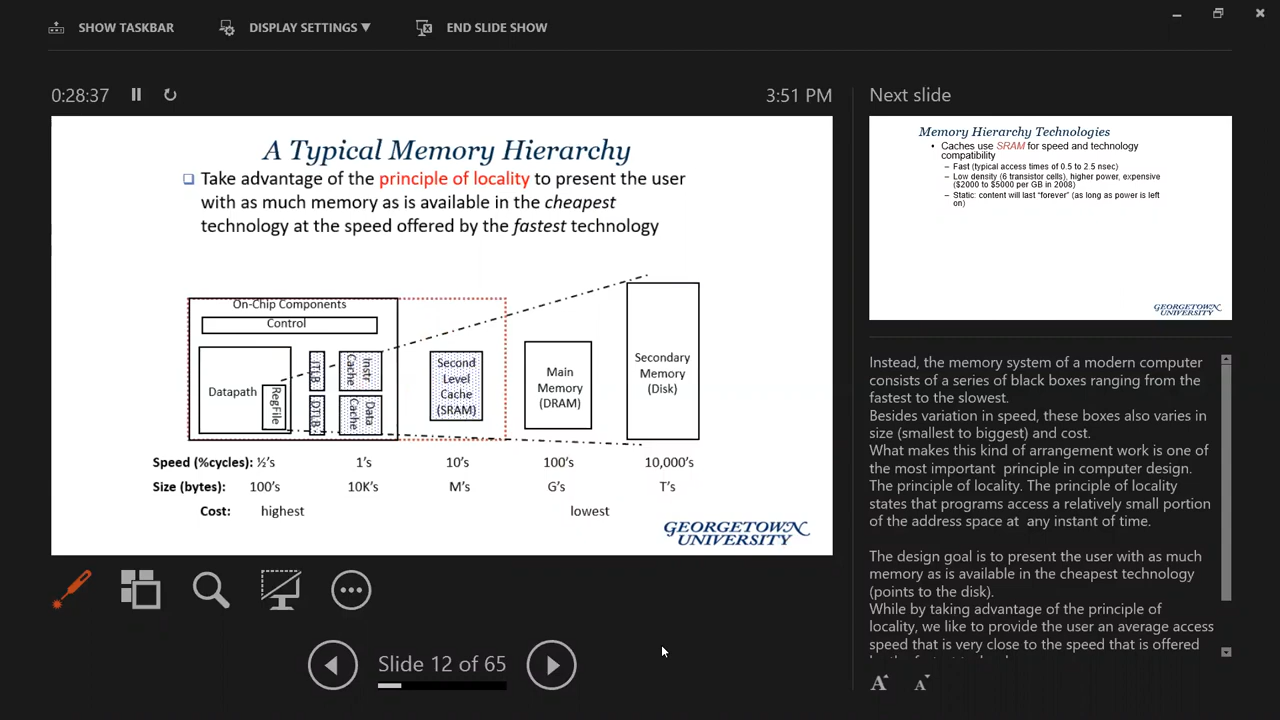 SHOW TASKBAR
DISPLAY SETTINGS ▼
END SLIDE SHOW
0:28:37
3:51 PM
A Typical Memory Hierarchy
Take advantage of the principle of locality to present the user
with as much memory as is available in the cheapest
technology at the speed offered by the fastest technology
On-Chip Components
Control
Datapath
RegFile
ITLB
DTLB
Instr
Cache
Data
Cache
Second
Level
Cache
(SRAM)
Main
Memory
(DRAM)
Secondary
Memory
(Disk)
Speed (%cycles): ½'s 1's 10's 100's 10,000's
Size (bytes): 100's 10K's M's G's T's
Cost: highest lowest
GEORGETOWN
UNIVERSITY
Slide 12 of 65
Next slide
Memory Hierarchy Technologies
• Caches use SRAM for speed and technology
compatibility
– Fast (typical access times of 0.5 to 2.5 nsec)
– Low density (6 transistor cells), higher power, expensive
($2000 to $5000 per GB in 2008)
– Static: content will last "forever" (as long as power is left
on)
GEORGETOWN
UNIVERSITY
Instead, the memory system of a modern computer
consists of a series of black boxes ranging from the
fastest to the slowest.
Besides variation in speed, these boxes also varies in
size (smallest to biggest) and cost.
What makes this kind of arrangement work is one of
the most important principle in computer design.
The principle of locality. The principle of locality
states that programs access a relatively small portion
of the address space at any instant of time.
The design goal is to present the user with as much
memory as is available in the cheapest technology
(points to the disk).
While by taking advantage of the principle of
locality, we like to provide the user an average access
speed that is very close to the speed that is offered
A A